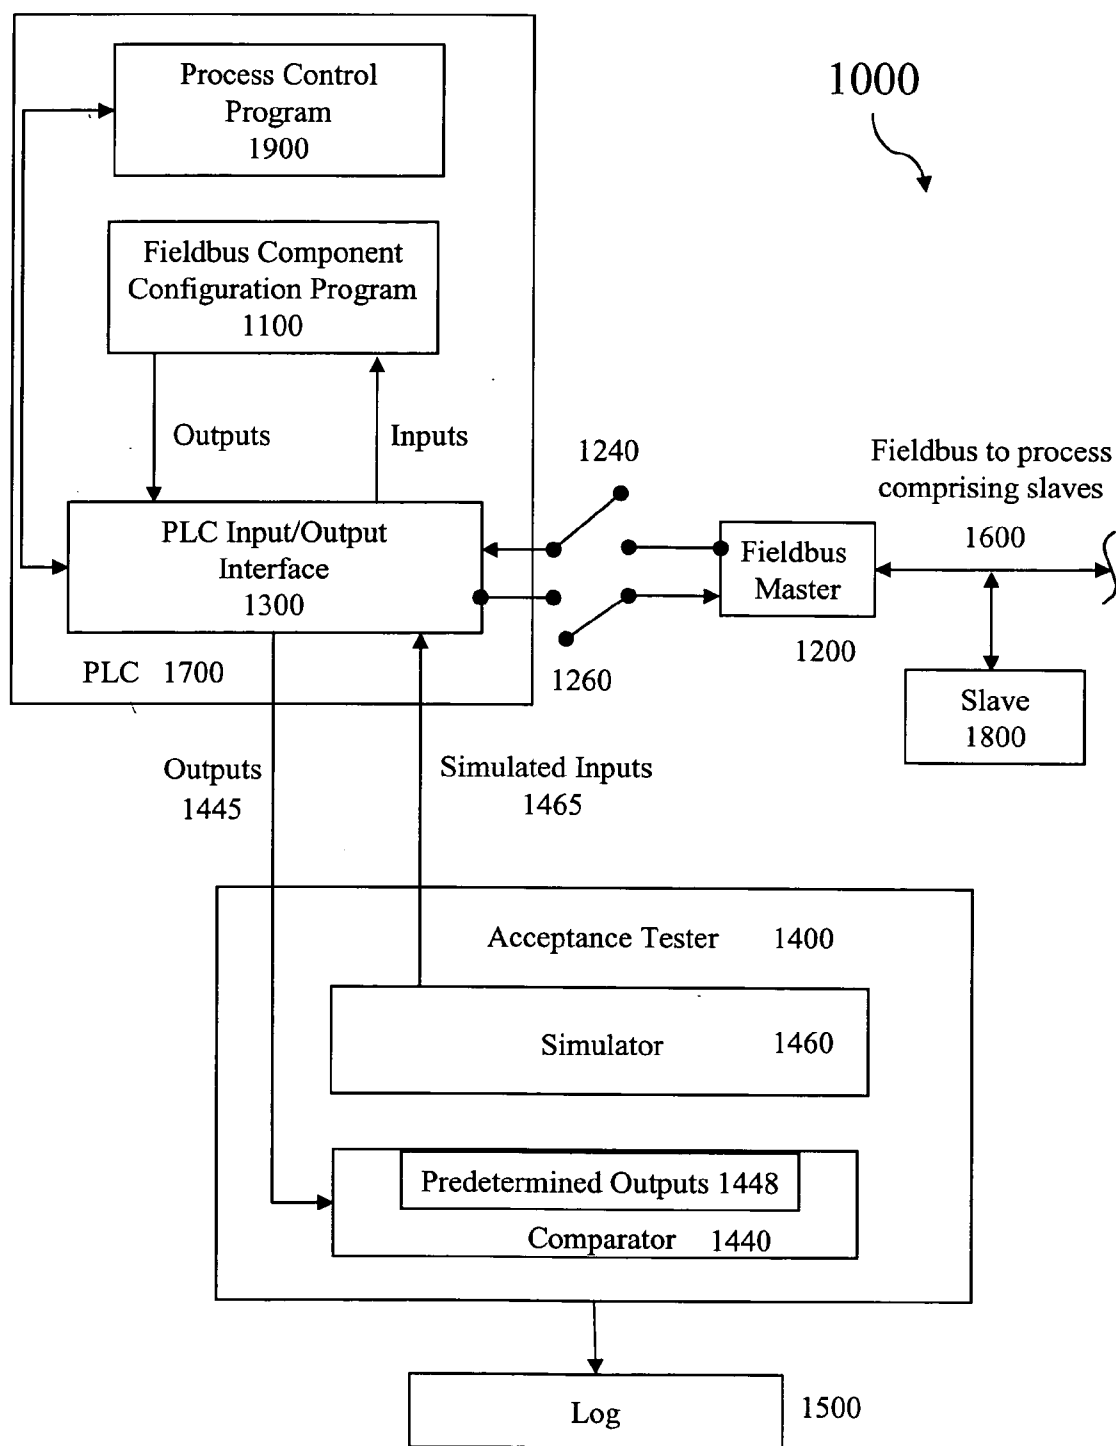 Process Control
Program
1900
1000
Fieldbus Component
Configuration Program
1100
Outputs
Inputs
1240
Fieldbus to process
comprising slaves
1600
PLC Input/Output
Interface
1300
Fieldbus
Master
1200
1260
PLC 1700
Slave
1800
Outputs
1445
Simulated Inputs
1465
Acceptance Tester 1400
Simulator 1460
Predetermined Outputs 1448
Comparator 1440
Log 1500